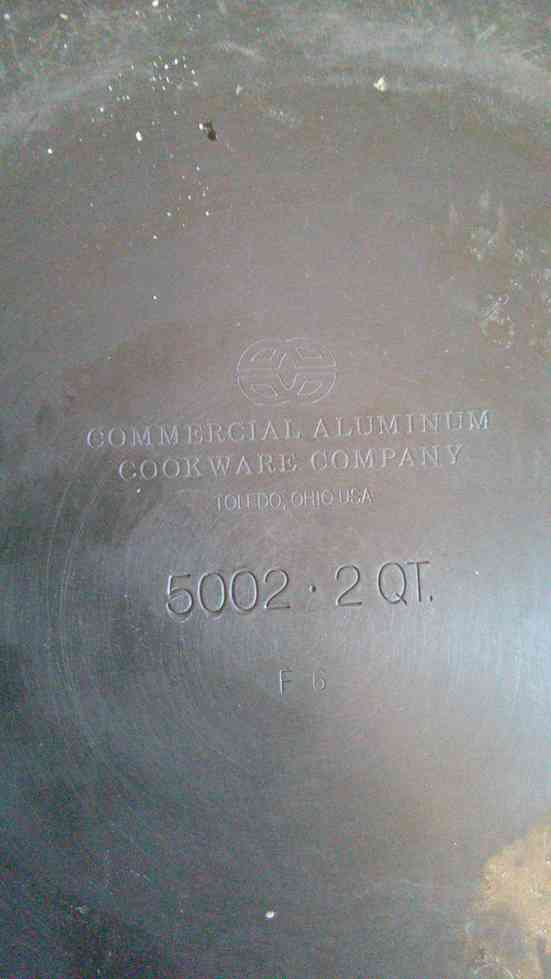 COMMERCIAL ALUMINUM
COOKWARE COMPANY
TOLEDO, OHIO USA
5002 · 2 QT.
F 6